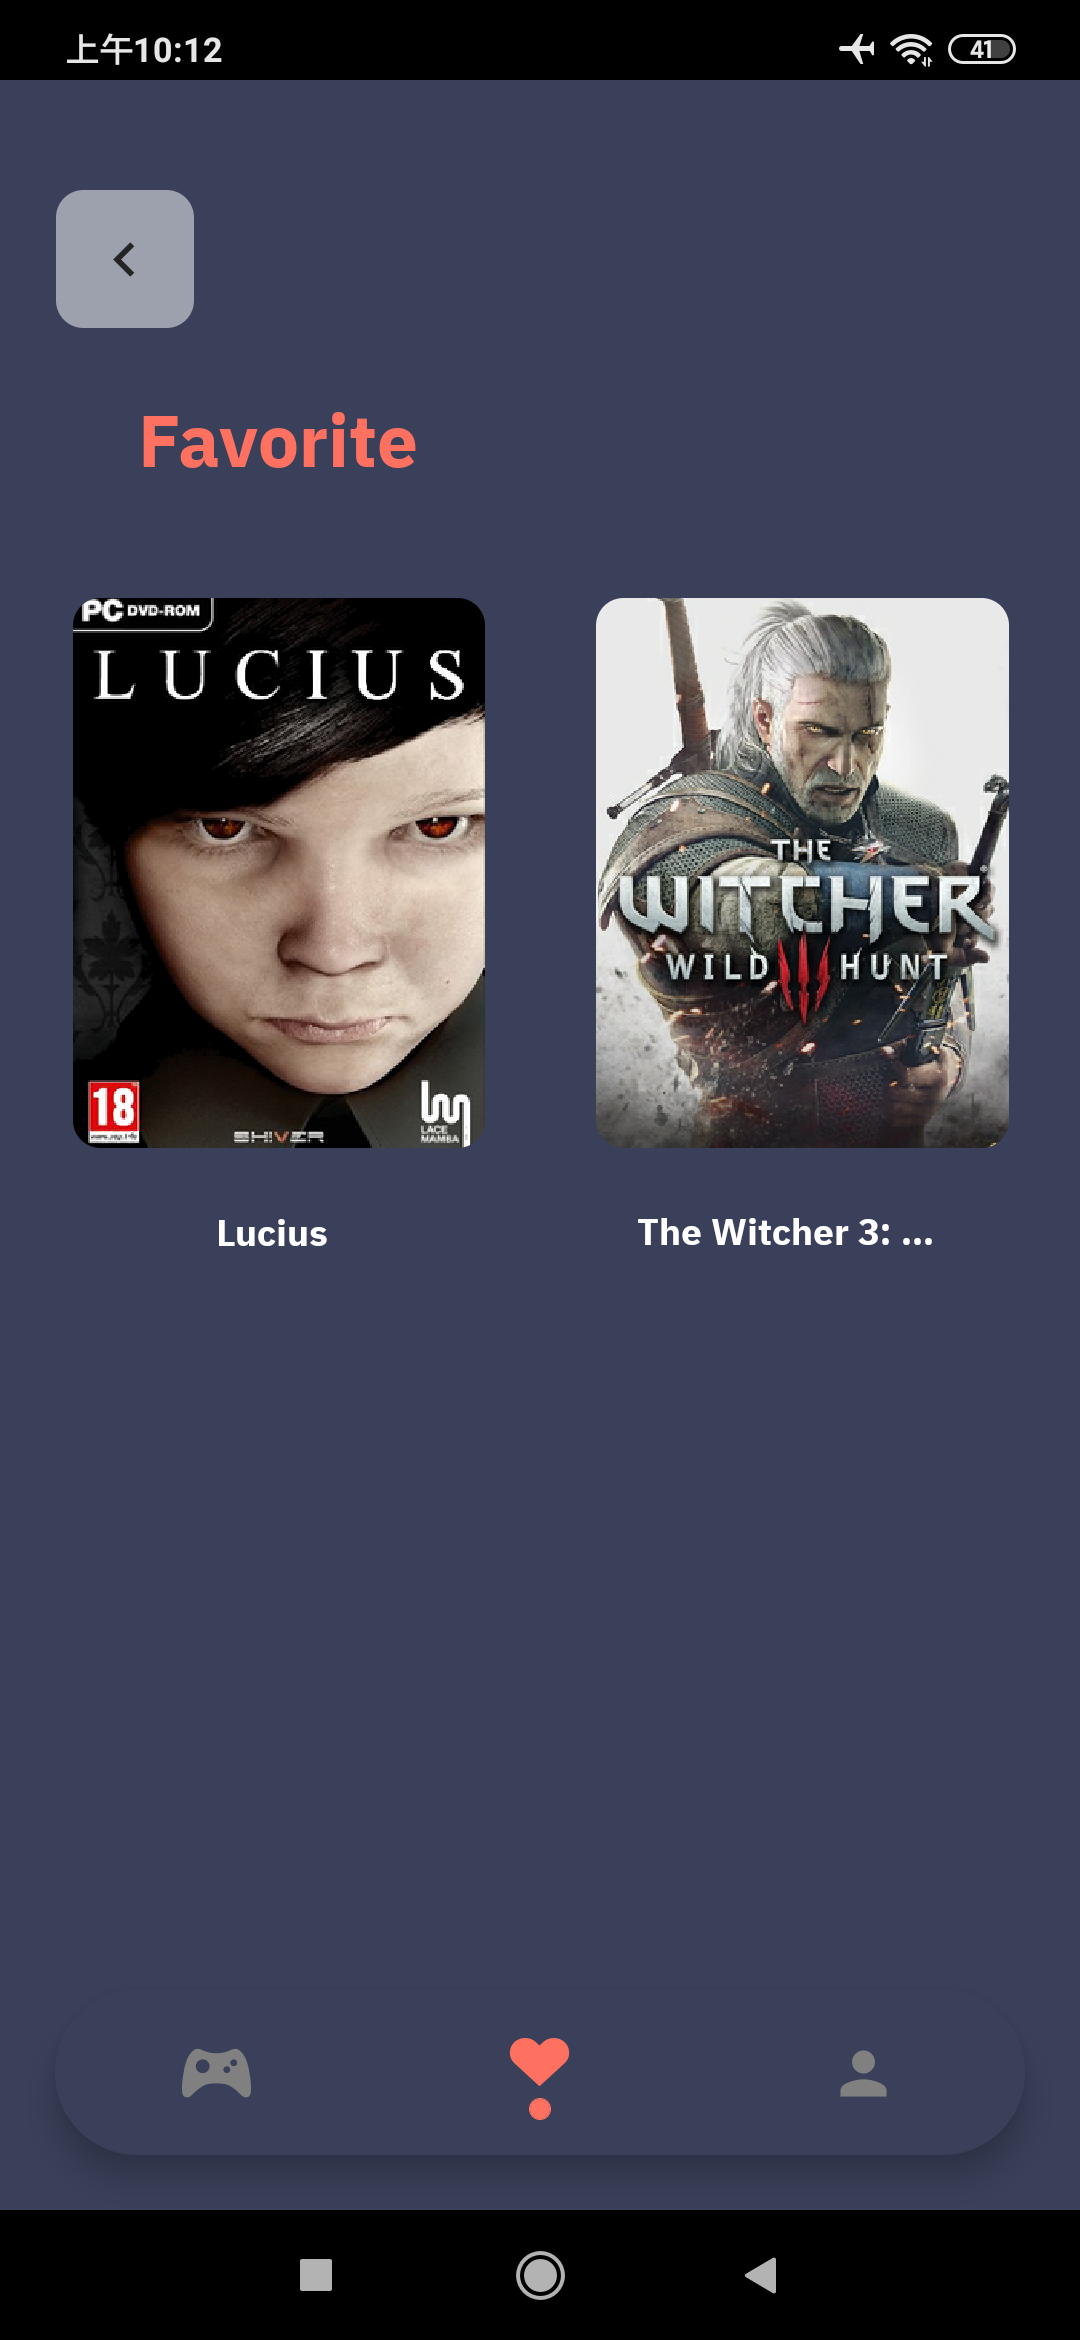 上午10:12
41
Favorite
PC DVD-ROM
LUCIUS
18
SHIVER
LACE
MAMBA
THE
WITCHER
WILD HUNT
Lucius
The Witcher 3: ...